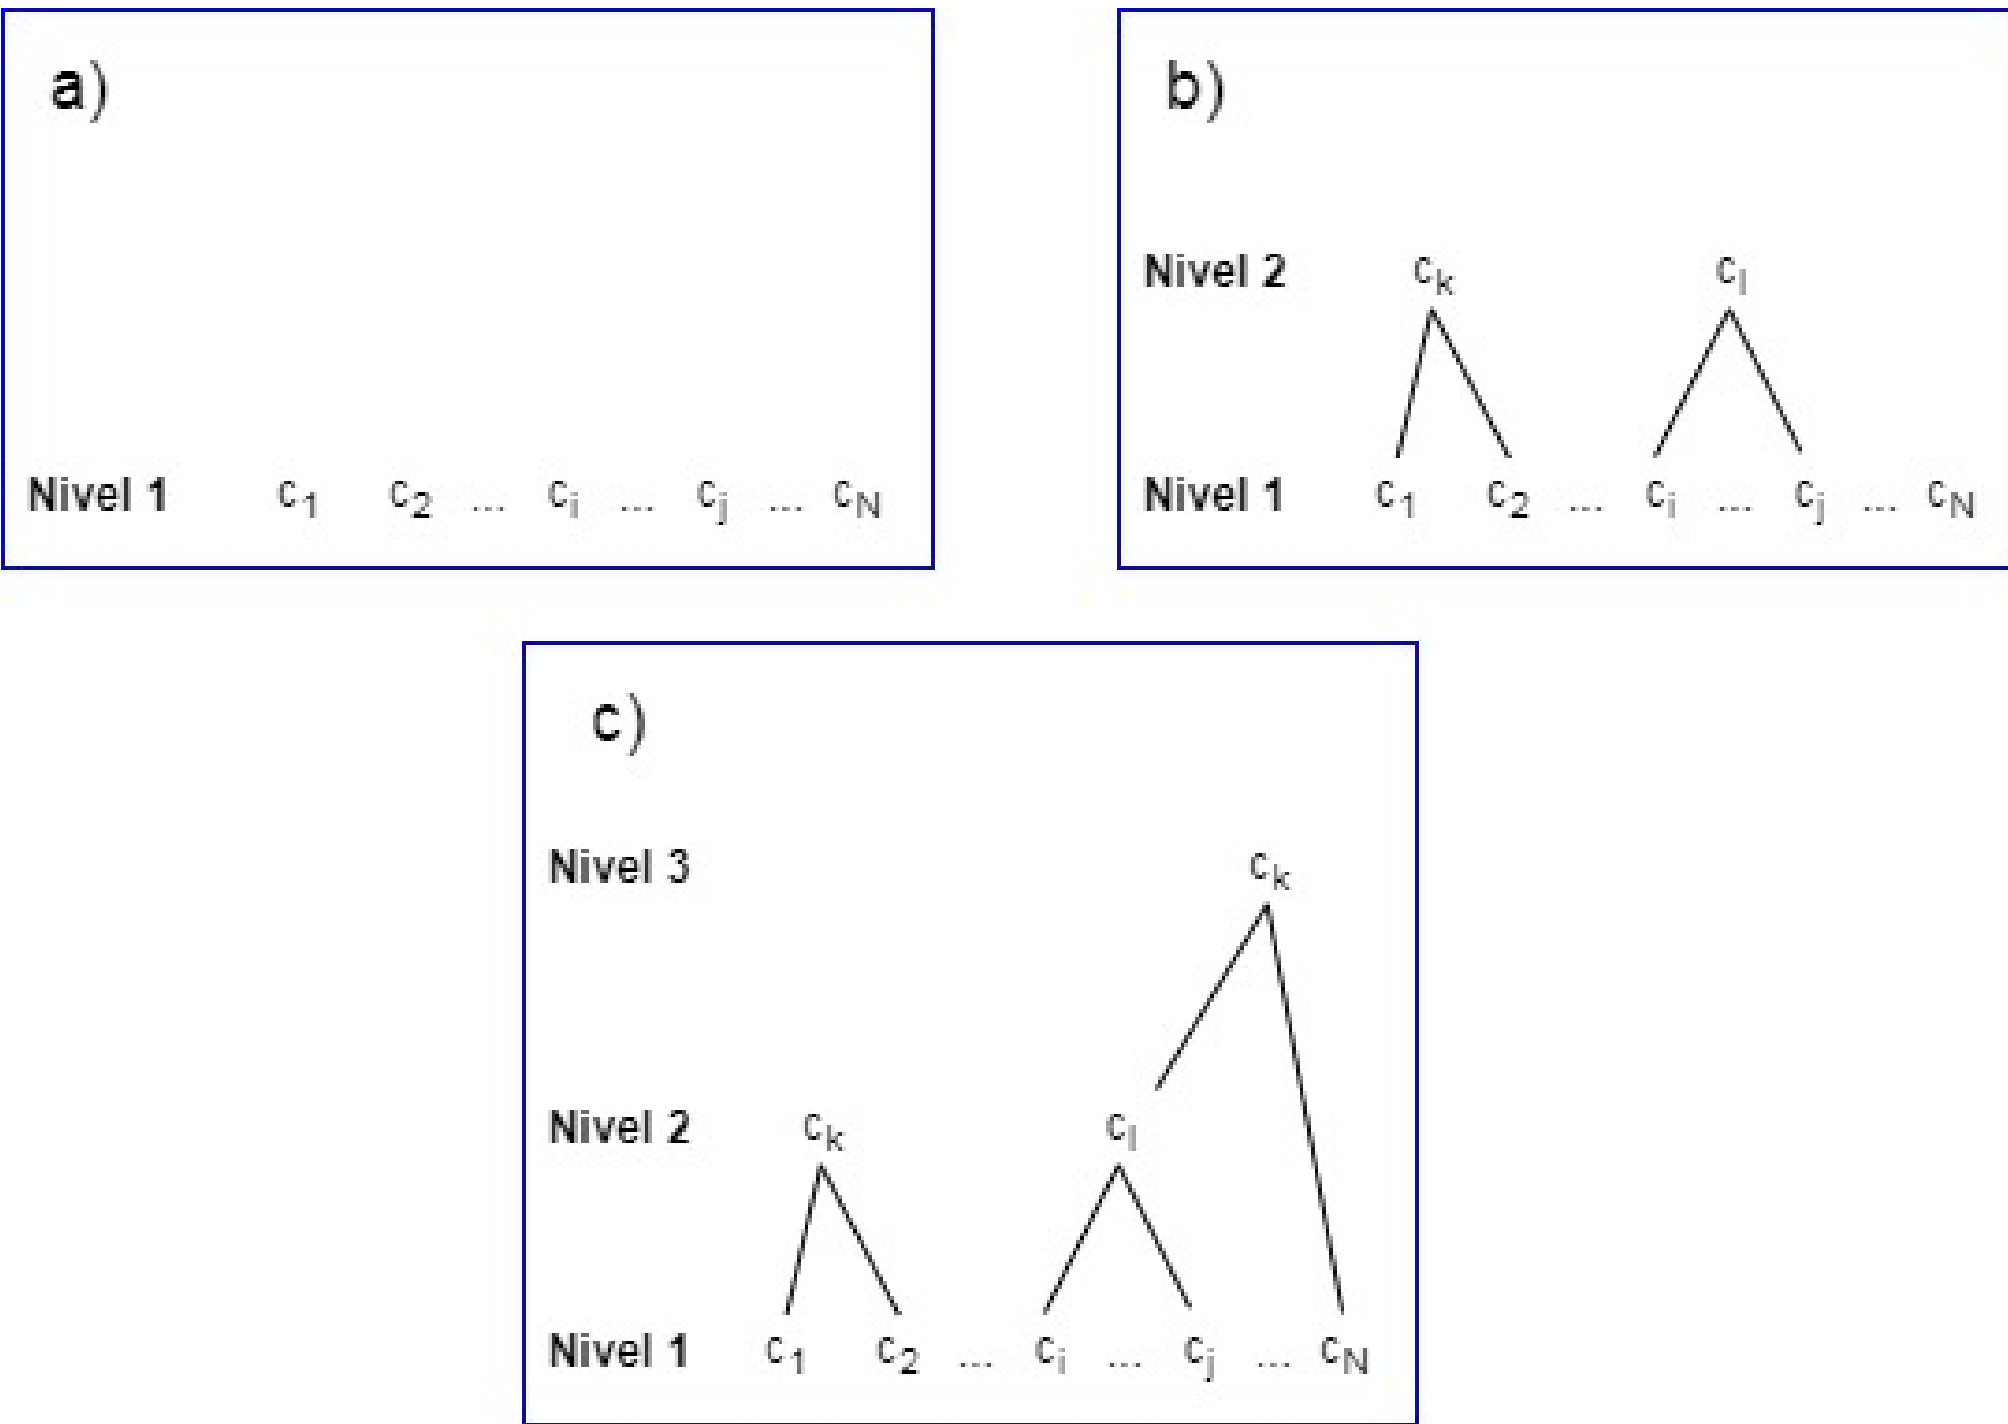 a)
Nivel 1 c1 c2 ... ci ... cj ... cN
b)
Nivel 2 ck cl
Nivel 1 c1 c2 ... ci ... cj ... cN
c)
Nivel 3 ck
Nivel 2 ck cl
Nivel 1 c1 c2 ... ci ... cj ... cN